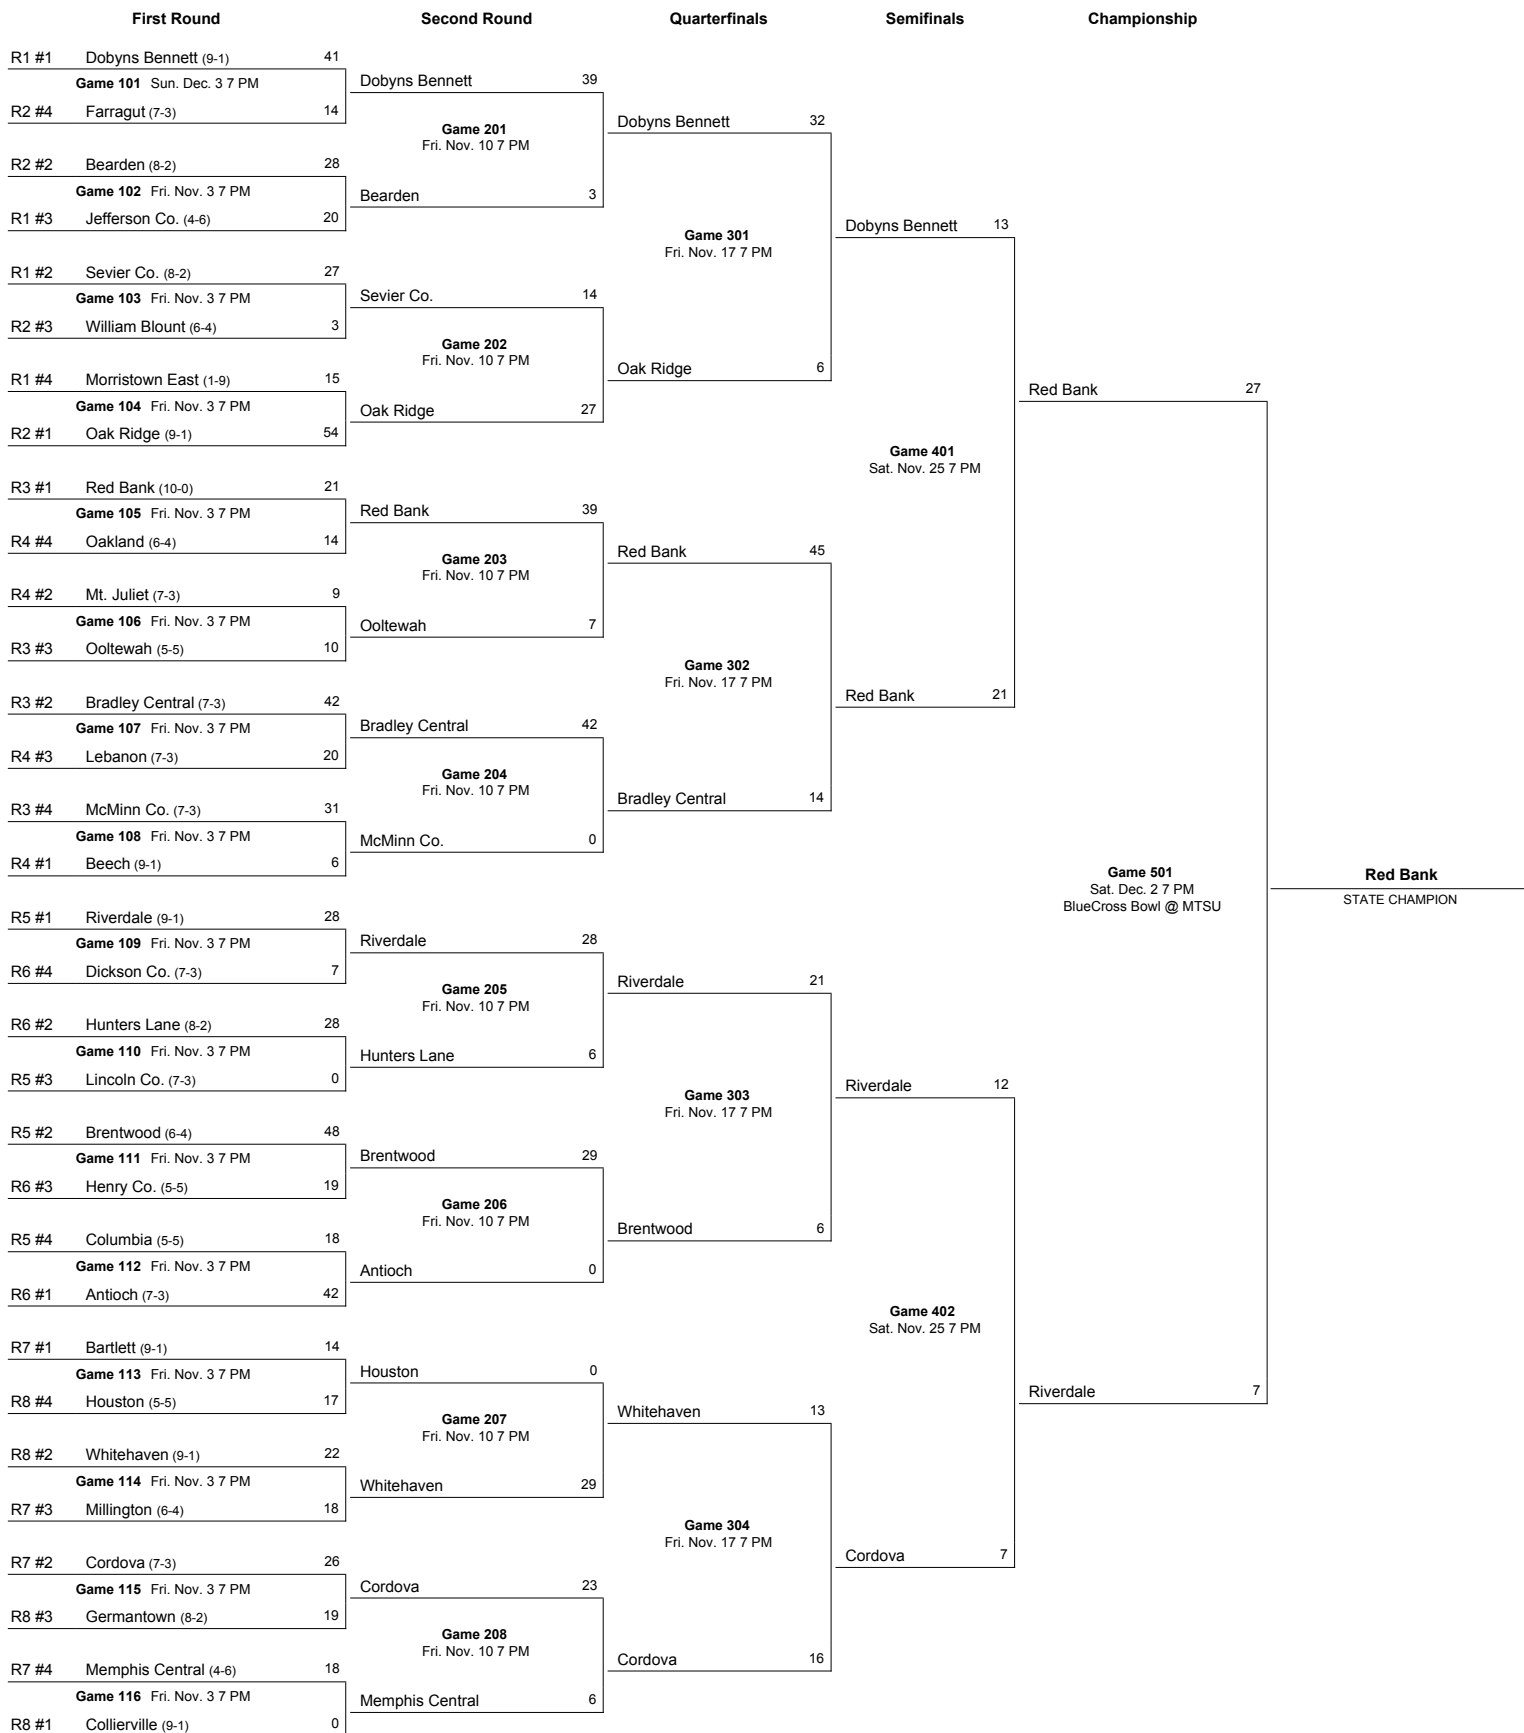 First Round Second Round Quarterfinals Semifinals Championship
R1 #1 Dobyns Bennett (9-1) 41
Game 101 Sun. Dec. 3 7 PM
R2 #4 Farragut (7-3) 14
R2 #2 Bearden (8-2) 28
Game 102 Fri. Nov. 3 7 PM
R1 #3 Jefferson Co. (4-6) 20
R1 #2 Sevier Co. (8-2) 27
Game 103 Fri. Nov. 3 7 PM
R2 #3 William Blount (6-4) 3
R1 #4 Morristown East (1-9) 15
Game 104 Fri. Nov. 3 7 PM
R2 #1 Oak Ridge (9-1) 54
R3 #1 Red Bank (10-0) 21
Game 105 Fri. Nov. 3 7 PM
R4 #4 Oakland (6-4) 14
R4 #2 Mt. Juliet (7-3) 9
Game 106 Fri. Nov. 3 7 PM
R3 #3 Ooltewah (5-5) 10
R3 #2 Bradley Central (7-3) 42
Game 107 Fri. Nov. 3 7 PM
R4 #3 Lebanon (7-3) 20
R3 #4 McMinn Co. (7-3) 31
Game 108 Fri. Nov. 3 7 PM
R4 #1 Beech (9-1) 6
R5 #1 Riverdale (9-1) 28
Game 109 Fri. Nov. 3 7 PM
R6 #4 Dickson Co. (7-3) 7
R6 #2 Hunters Lane (8-2) 28
Game 110 Fri. Nov. 3 7 PM
R5 #3 Lincoln Co. (7-3) 0
R5 #2 Brentwood (6-4) 48
Game 111 Fri. Nov. 3 7 PM
R6 #3 Henry Co. (5-5) 19
R5 #4 Columbia (5-5) 18
Game 112 Fri. Nov. 3 7 PM
R6 #1 Antioch (7-3) 42
R7 #1 Bartlett (9-1) 14
Game 113 Fri. Nov. 3 7 PM
R8 #4 Houston (5-5) 17
R8 #2 Whitehaven (9-1) 22
Game 114 Fri. Nov. 3 7 PM
R7 #3 Millington (6-4) 18
R7 #2 Cordova (7-3) 26
Game 115 Fri. Nov. 3 7 PM
R8 #3 Germantown (8-2) 19
R7 #4 Memphis Central (4-6) 18
Game 116 Fri. Nov. 3 7 PM
R8 #1 Collierville (9-1) 0
Dobyns Bennett 39
Game 201
Fri. Nov. 10 7 PM
Bearden 3
Sevier Co. 14
Game 202
Fri. Nov. 10 7 PM
Oak Ridge 27
Red Bank 39
Game 203
Fri. Nov. 10 7 PM
Ooltewah 7
Bradley Central 42
Game 204
Fri. Nov. 10 7 PM
McMinn Co. 0
Riverdale 28
Game 205
Fri. Nov. 10 7 PM
Hunters Lane 6
Brentwood 29
Game 206
Fri. Nov. 10 7 PM
Antioch 0
Houston 0
Game 207
Fri. Nov. 10 7 PM
Whitehaven 29
Cordova 23
Game 208
Fri. Nov. 10 7 PM
Memphis Central 6
Dobyns Bennett 32
Game 301
Fri. Nov. 17 7 PM
Oak Ridge 6
Red Bank 45
Game 302
Fri. Nov. 17 7 PM
Bradley Central 14
Riverdale 21
Game 303
Fri. Nov. 17 7 PM
Brentwood 6
Whitehaven 13
Game 304
Fri. Nov. 17 7 PM
Cordova 16
Dobyns Bennett 13
Game 401
Sat. Nov. 25 7 PM
Red Bank 21
Riverdale 12
Game 402
Sat. Nov. 25 7 PM
Cordova 7
Red Bank 27
Game 501
Sat. Dec. 2 7 PM
BlueCross Bowl @ MTSU
Riverdale 7
Red Bank
STATE CHAMPION